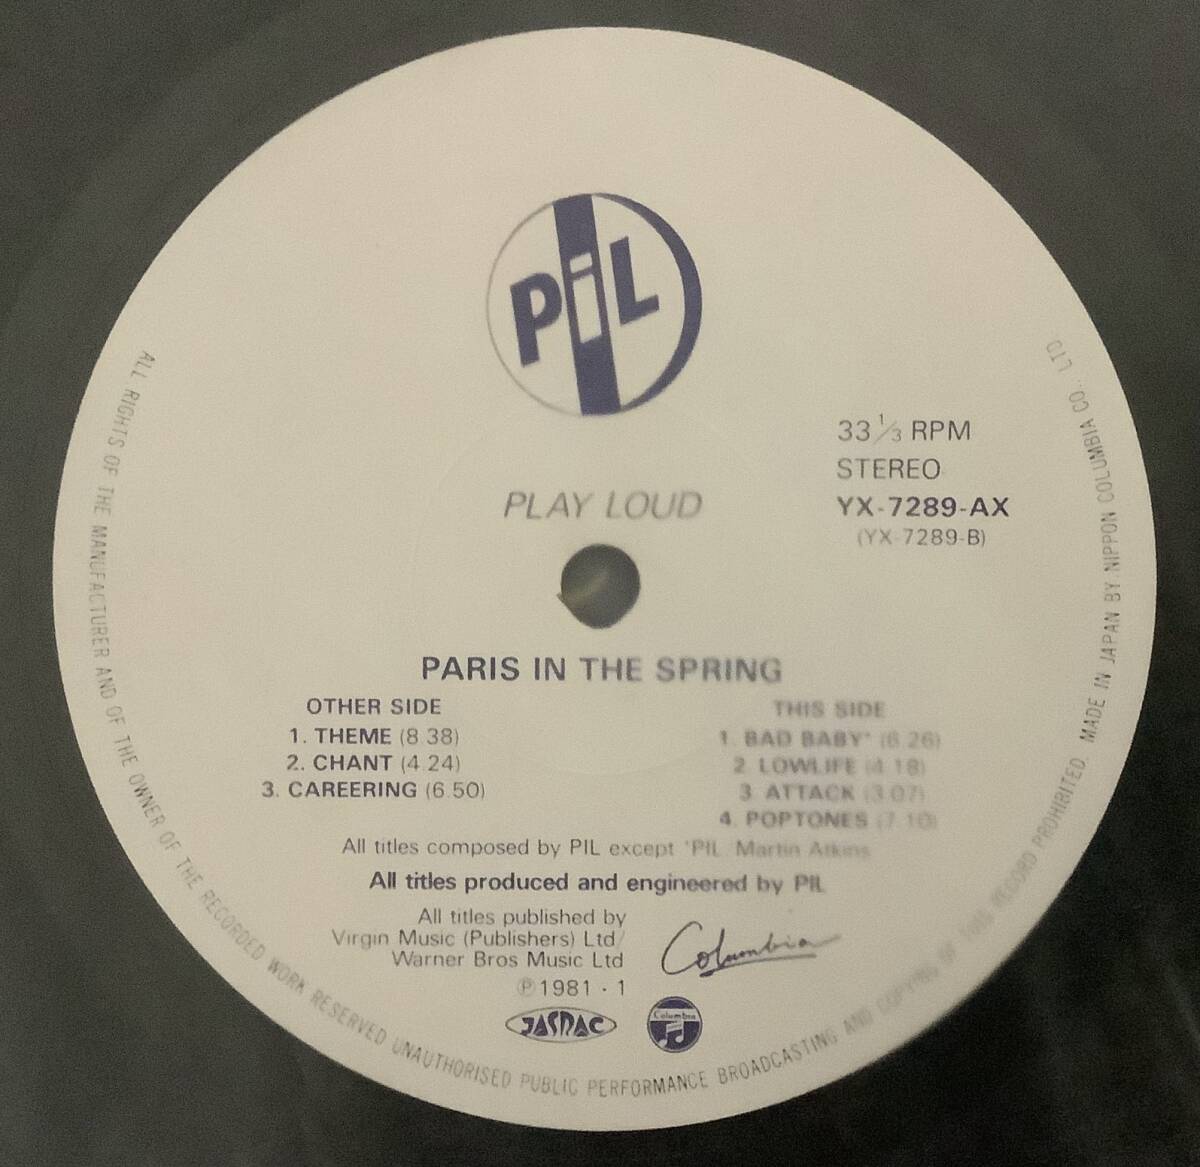 PiL
33 1/3 RPM
STEREO
YX-7289-AX
(YX-7289-B)
PLAY LOUD
PARIS IN THE SPRING
OTHER SIDE
1. THEME (8.38)
2. CHANT (4.24)
3. CAREERING (6.50)
THIS SIDE
1. BAD BABY* (6.26)
2. LOWLIFE (4.18)
3. ATTACK (3.07)
4. POPTONES (7.10)
All titles composed by PIL except *PIL Martin Atkins
All titles produced and engineered by PIL
All titles published by
Virgin Music (Publishers) Ltd/
Warner Bros Music Ltd
℗1981·1
Columbia
JASRAC
Columbia
ALL RIGHTS OF THE MANUFACTURER AND OF THE OWNER OF THE RECORDED WORK RESERVED UNAUTHORISED PUBLIC PERFORMANCE BROADCASTING AND COPYING OF THIS RECORD PROHIBITED MADE IN JAPAN BY NIPPON COLUMBIA CO., LTD.